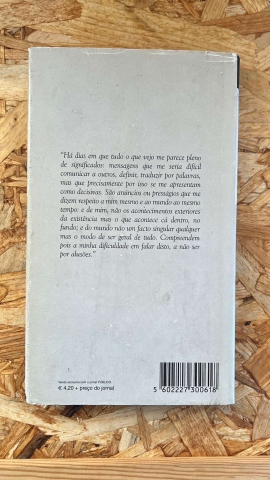 "Há dias em que tudo o que vejo me parece pleno
de significados: mensagens que me seria difícil
comunicar a outros, definir, traduzir por palavras,
mas que precisamente por isso se me apresentam
como decisivas. São anúncios ou presságios que me
dizem respeito a mim mesmo e ao mundo ao mesmo
tempo: e de mim, não os acontecimentos exteriores
da existência mas o que acontece cá dentro, no
fundo; e do mundo não um facto singular qualquer
mas o modo de ser geral de tudo. Compreendem
pois a minha dificuldade em falar disto, a não ser
por alusões."
Venda exclusiva com o jornal PÚBLICO
€ 4,20 + preço do jornal
5 602227 300618